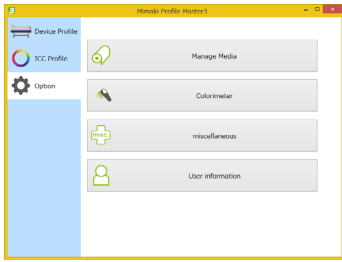 Mimaki Profile Master3
Device Profile
ICC Profile
Option
Manage Media
Colorimeter
misc.
miscellaneous
User information